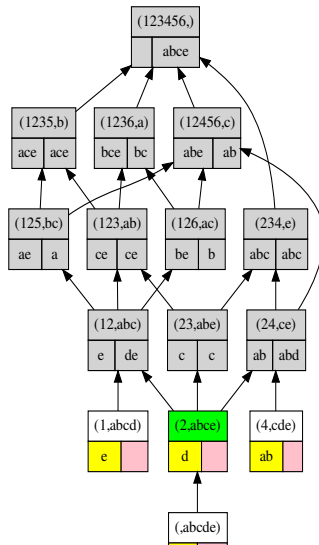 (123456,)
abce
(1235,b) (1236,a) (12456,c)
ace ace bce bc abe ab
(125,bc) (123,ab) (126,ac) (234,e)
ae a ce ce be b abc abc
(12,abc) (23,abe) (24,ce)
e de c c ab abd
(1,abcd) (2,abce) (4,cde)
e d ab
(,abcde)